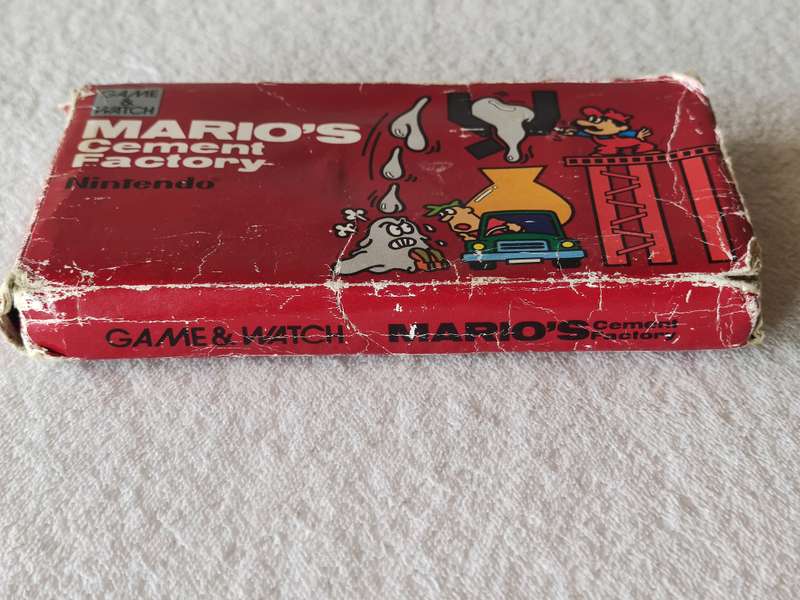 GAME
&
WATCH
MARIO'S
Cement
Factory
Nintendo
GAME & WATCH MARIO'S Cement
Factory